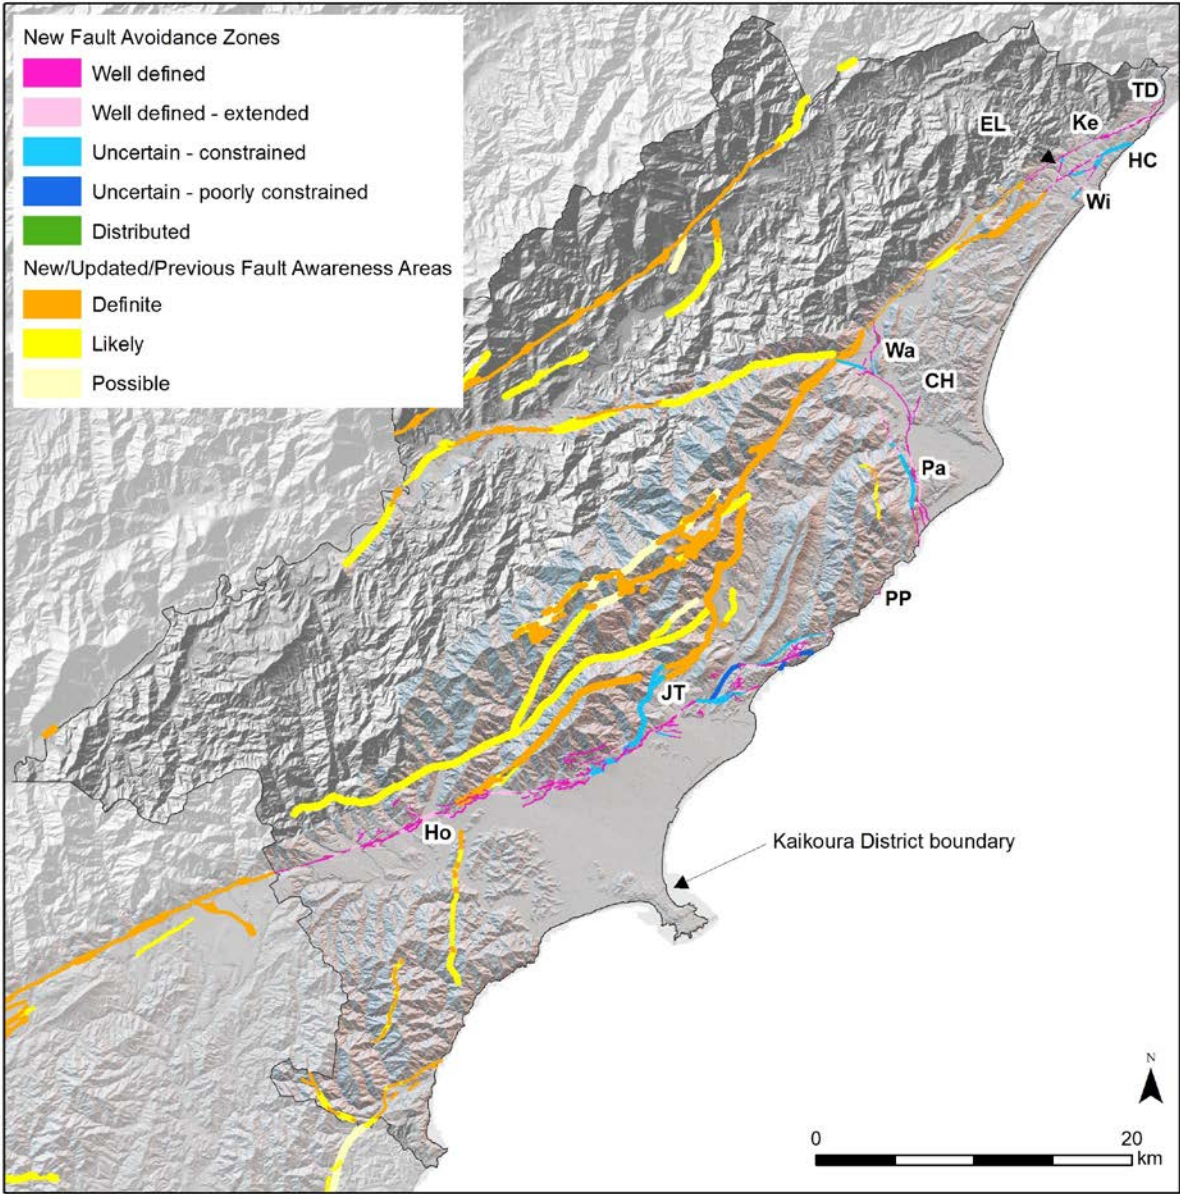 New Fault Avoidance Zones
Well defined
Well defined - extended
Uncertain - constrained
Uncertain - poorly constrained
Distributed
New/Updated/Previous Fault Awareness Areas
Definite
Likely
Possible
TD
EL
Ke
HC
Wi
Wa
CH
Pa
PP
JT
Ho
Kaikoura District boundary
N
0 20
km